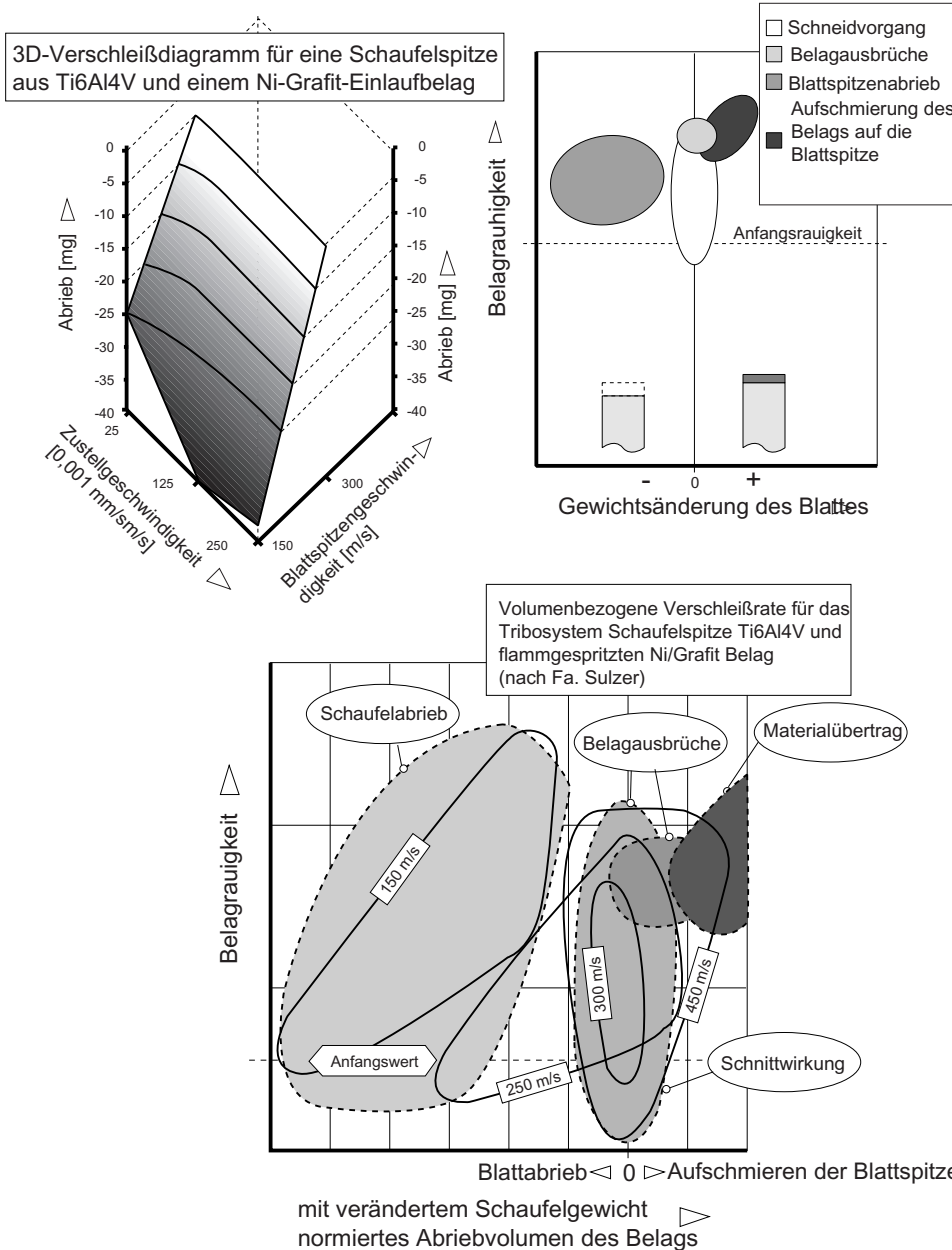 3D-Verschleißdiagramm für eine Schaufelspitze
aus Ti6Al4V und einem Ni-Grafit-Einlaufbelag
0
-5
-10
-15
-20
-25
-30
-35
-40
Abrieb [mg]
0
-5
-10
-15
-20
-25
-30
-35
-40
Abrieb [mg]
25
125
250
Zustellgeschwindigkeit
[0,001 mm/sm/s]
150
300
Blattspitzengeschwin-
digkeit [m/s]
Schneidvorgang
Belagausbrüche
Blattspitzenabrieb
Aufschmierung des
Belags auf die
Blattspitze
Belagrauhigkeit
Anfangsrauigkeit
- 0 +
Gewichtsänderung des Blattes
Volumenbezogene Verschleißrate für das
Tribosystem Schaufelspitze Ti6Al4V und
flammgespritzten Ni/Grafit Belag
(nach Fa. Sulzer)
Schaufelabrieb
Belagausbrüche
Materialübertrag
Belagrauigkeit
150 m/s
300 m/s
450 m/s
Anfangswert
250 m/s
Schnittwirkung
Blattabrieb 0 Aufschmieren der Blattspitze
mit verändertem Schaufelgewicht
normiertes Abriebvolumen des Belags